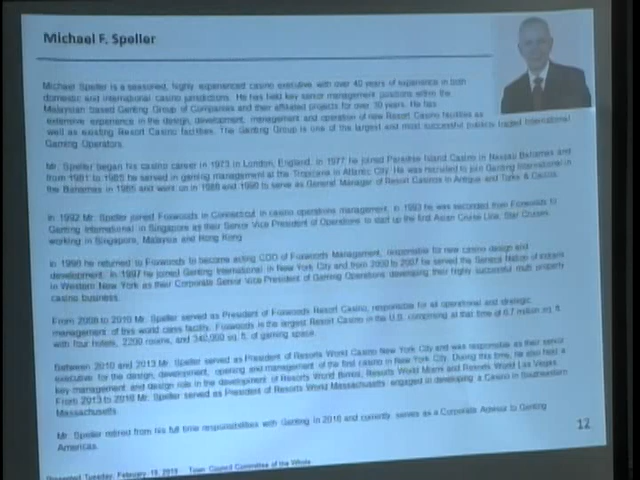 Michael F. Speller
Michael Speller is a seasoned, highly experienced casino executive with over 40 years of experience in both
domestic and international casino jurisdictions. He has held key senior management positions within the
Malaysian based Genting Group of Companies and their affiliated projects for over 30 years. He has
extensive experience in the design, development, management and operation of new Resort Casino facilities as
well as existing Resort Casino facilities. The Genting Group is one of the largest and most successful publicly traded International
Gaming Operators.
Mr. Speller began his casino career in 1973 in London, England. In 1977 he joined Paradise Island Casino in Nassau Bahamas and
from 1981 to 1985 he served in gaming management at the Tropicana in Atlantic City. He was recruited to join Genting International in
the Bahamas in 1985 and went on in 1988 and 1990 to serve as General Manager of Resort Casinos in Antigua and Turks & Caicos.
In 1992 Mr. Speller joined Foxwoods in Connecticut in casino operations management. In 1993 he was seconded from Foxwoods to
Genting International in Singapore as their Senior Vice President of Operations to start up the first Asian Cruise Line, Star Cruises
working in Singapore, Malaysia and Hong Kong
In 1996 he returned to Foxwoods to become acting COO of Foxwoods Management, responsible for new casino design and
development. In 1997 he joined Genting International in New York City and from 2000 to 2007 he served the Seneca Nation of Indians
in Western New York as their Corporate Senior Vice President of Gaming Operations developing their highly successful multi property
casino business.
From 2008 to 2010 Mr. Speller served as President of Foxwoods Resort Casino, responsible for all operational and strategic
management of this world class facility. Foxwoods is the largest Resort Casino in the U.S. comprising at that time of 6.7 million sq. ft.
with four hotels, 2200 rooms, and 340,000 sq. ft. of gaming space.
Between 2010 and 2013 Mr. Speller served as President of Resorts World Casino New York City and was responsible as their senior
executive for the design, development, opening and management of the first casino in New York City. During this time, he also held a
key management and design role in the development of Resorts World Bimini, Resorts World Miami and Resorts World Las Vegas.
From 2013 to 2016 Mr. Speller served as President of Resorts World Massachusetts engaged in developing a Casino in Southeastern
Massachusetts.
Mr. Speller retired from his full time responsibilities with Genting in 2016 and currently serves as a Corporate Advisor to Genting
Americas.
12
Presented Tuesday, February 19, 2019 Town Council Committee of the Whole